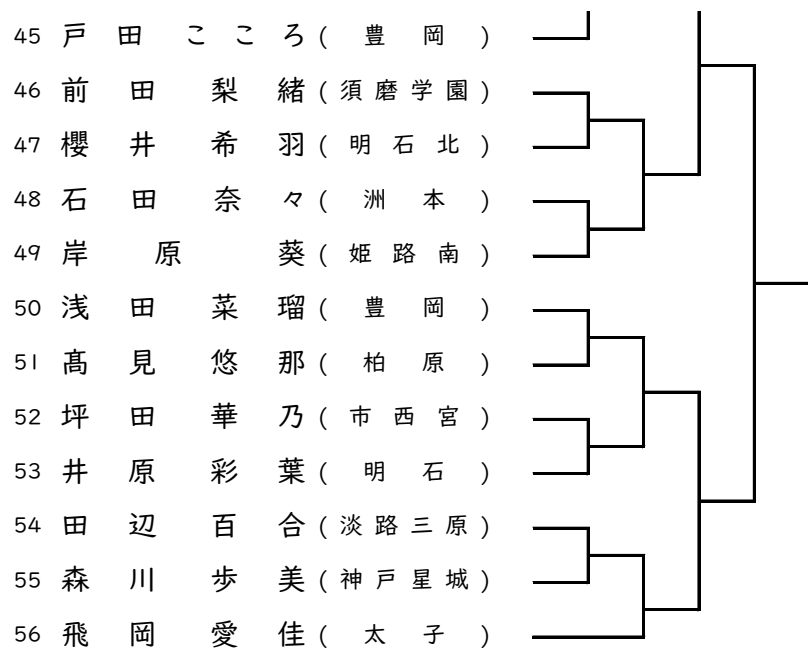 45 戸田こころ(豊岡)
46 前田梨緒(須磨学園)
47 櫻井希羽(明石北)
48 石田奈々(洲本)
49 岸原葵(姫路南)
50 浅田菜瑠(豊岡)
51 髙見悠那(柏原)
52 坪田華乃(市西宮)
53 井原彩葉(明石)
54 田辺百合(淡路三原)
55 森川歩美(神戸星城)
56 飛岡愛佳(太子)